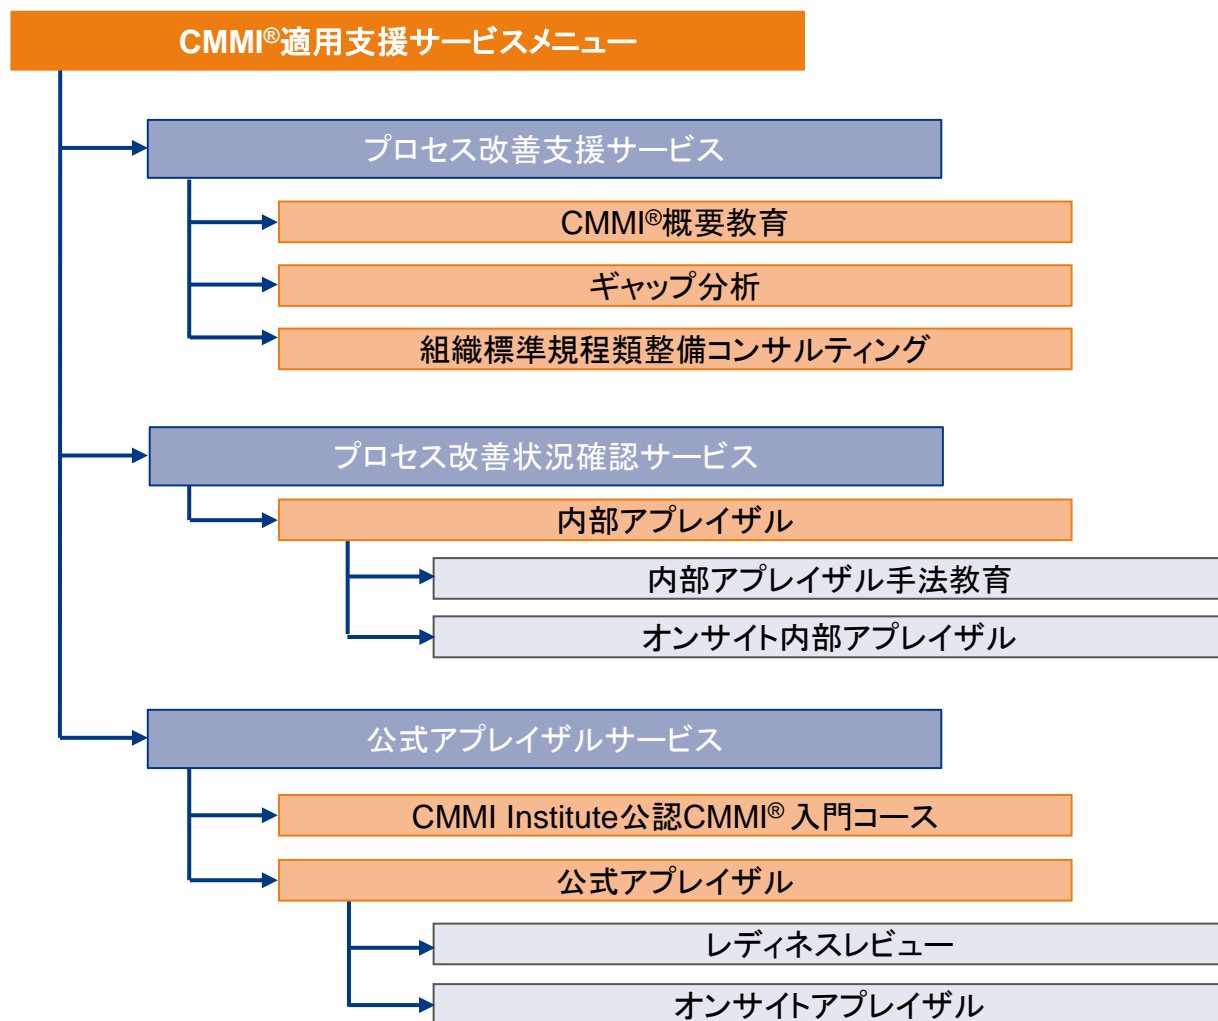 CMMI®適用支援サービスメニュー
プロセス改善支援サービス
CMMI®概要教育
ギャップ分析
組織標準規程類整備コンサルティング
プロセス改善状況確認サービス
内部アプレイザル
内部アプレイザル手法教育
オンサイト内部アプレイザル
公式アプレイザルサービス
CMMI Institute公認CMMI® 入門コース
公式アプレイザル
レディネスレビュー
オンサイトアプレイザル